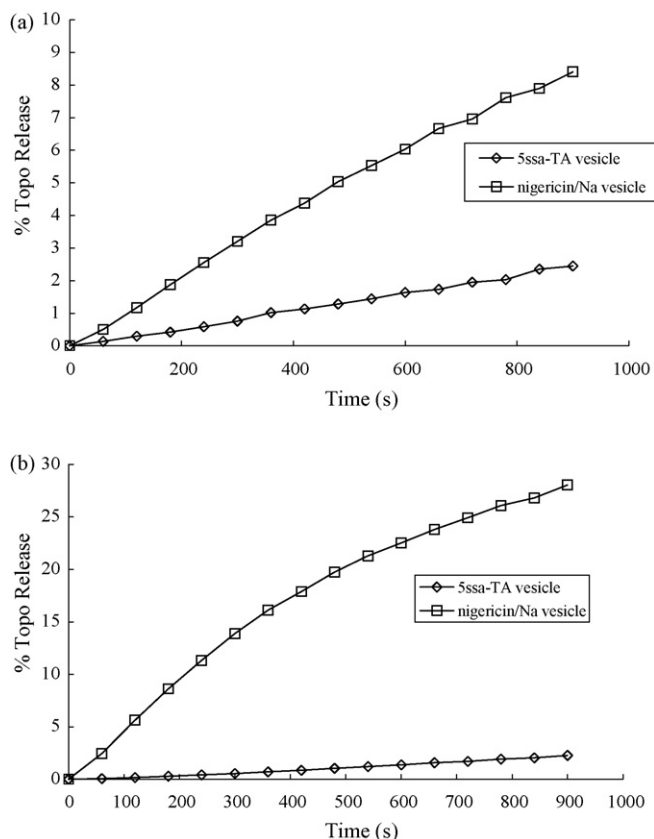 (a)
10
9
8
7
6
5
4
3
2
1
0
% Topo Release
5ssa-TA vesicle
nigericin/Na vesicle
0 200 400 600 800 1000
Time (s)
(b)
30
25
20
15
10
5
0
% Topo Release
5ssa-TA vesicle
nigericin/Na vesicle
0 100 200 300 400 500 600 700 800 900 1000
Time (s)